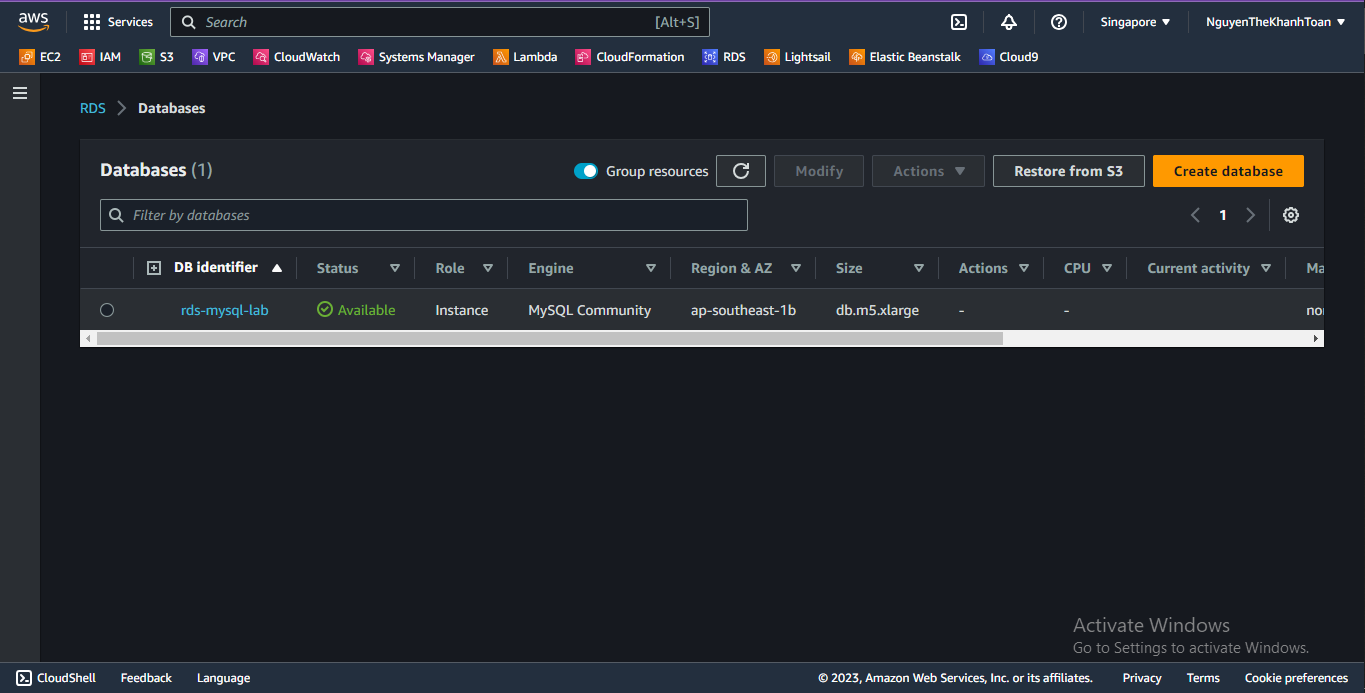 aws Services Search [Alt+S] Singapore NguyenTheKhanhToan
EC2 IAM S3 VPC CloudWatch Systems Manager Lambda CloudFormation RDS Lightsail Elastic Beanstalk Cloud9
RDS Databases
Databases (1) Group resources Modify Actions Restore from S3 Create database
Filter by databases 1
DB identifier Status Role Engine Region & AZ Size Actions CPU Current activity Ma
rds-mysql-lab Available Instance MySQL Community ap-southeast-1b db.m5.xlarge - -
Activate Windows
Go to Settings to activate Windows.
CloudShell Feedback Language © 2023, Amazon Web Services, Inc. or its affiliates. Privacy Terms Cookie preferences